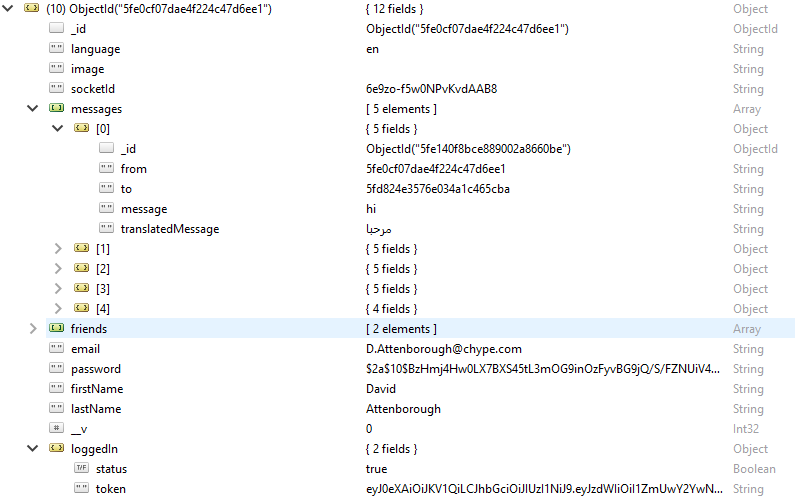 (10) ObjectId("5fe0cf07dae4f224c47d6ee1") { 12 fields } Object
_id ObjectId("5fe0cf07dae4f224c47d6ee1") ObjectId
language en String
image String
socketId 6e9zo-f5w0NPvKvdAAB8 String
messages [ 5 elements ] Array
[0] { 5 fields } Object
_id ObjectId("5fe140f8bce889002a8660be") ObjectId
from 5fe0cf07dae4f224c47d6ee1 String
to 5fd824e3576e034a1c465cba String
message hi String
translatedMessage مرحبا String
[1] { 5 fields } Object
[2] { 5 fields } Object
[3] { 5 fields } Object
[4] { 4 fields } Object
friends [ 2 elements ] Array
email D.Attenborough@chype.com String
password $2a$10$BzHmj4Hw0LX7BXS45tL3mOG9inOzFyvBG9jQ/S/FZNUiV4... String
firstName David String
lastName Attenborough String
__v 0 Int32
loggedIn { 2 fields } Object
status true Boolean
token eyJ0eXAiOiJKV1QiLCJhbGciOiJIUzI1NiJ9.eyJzdWIiOiI1ZmUwY2YwN... String